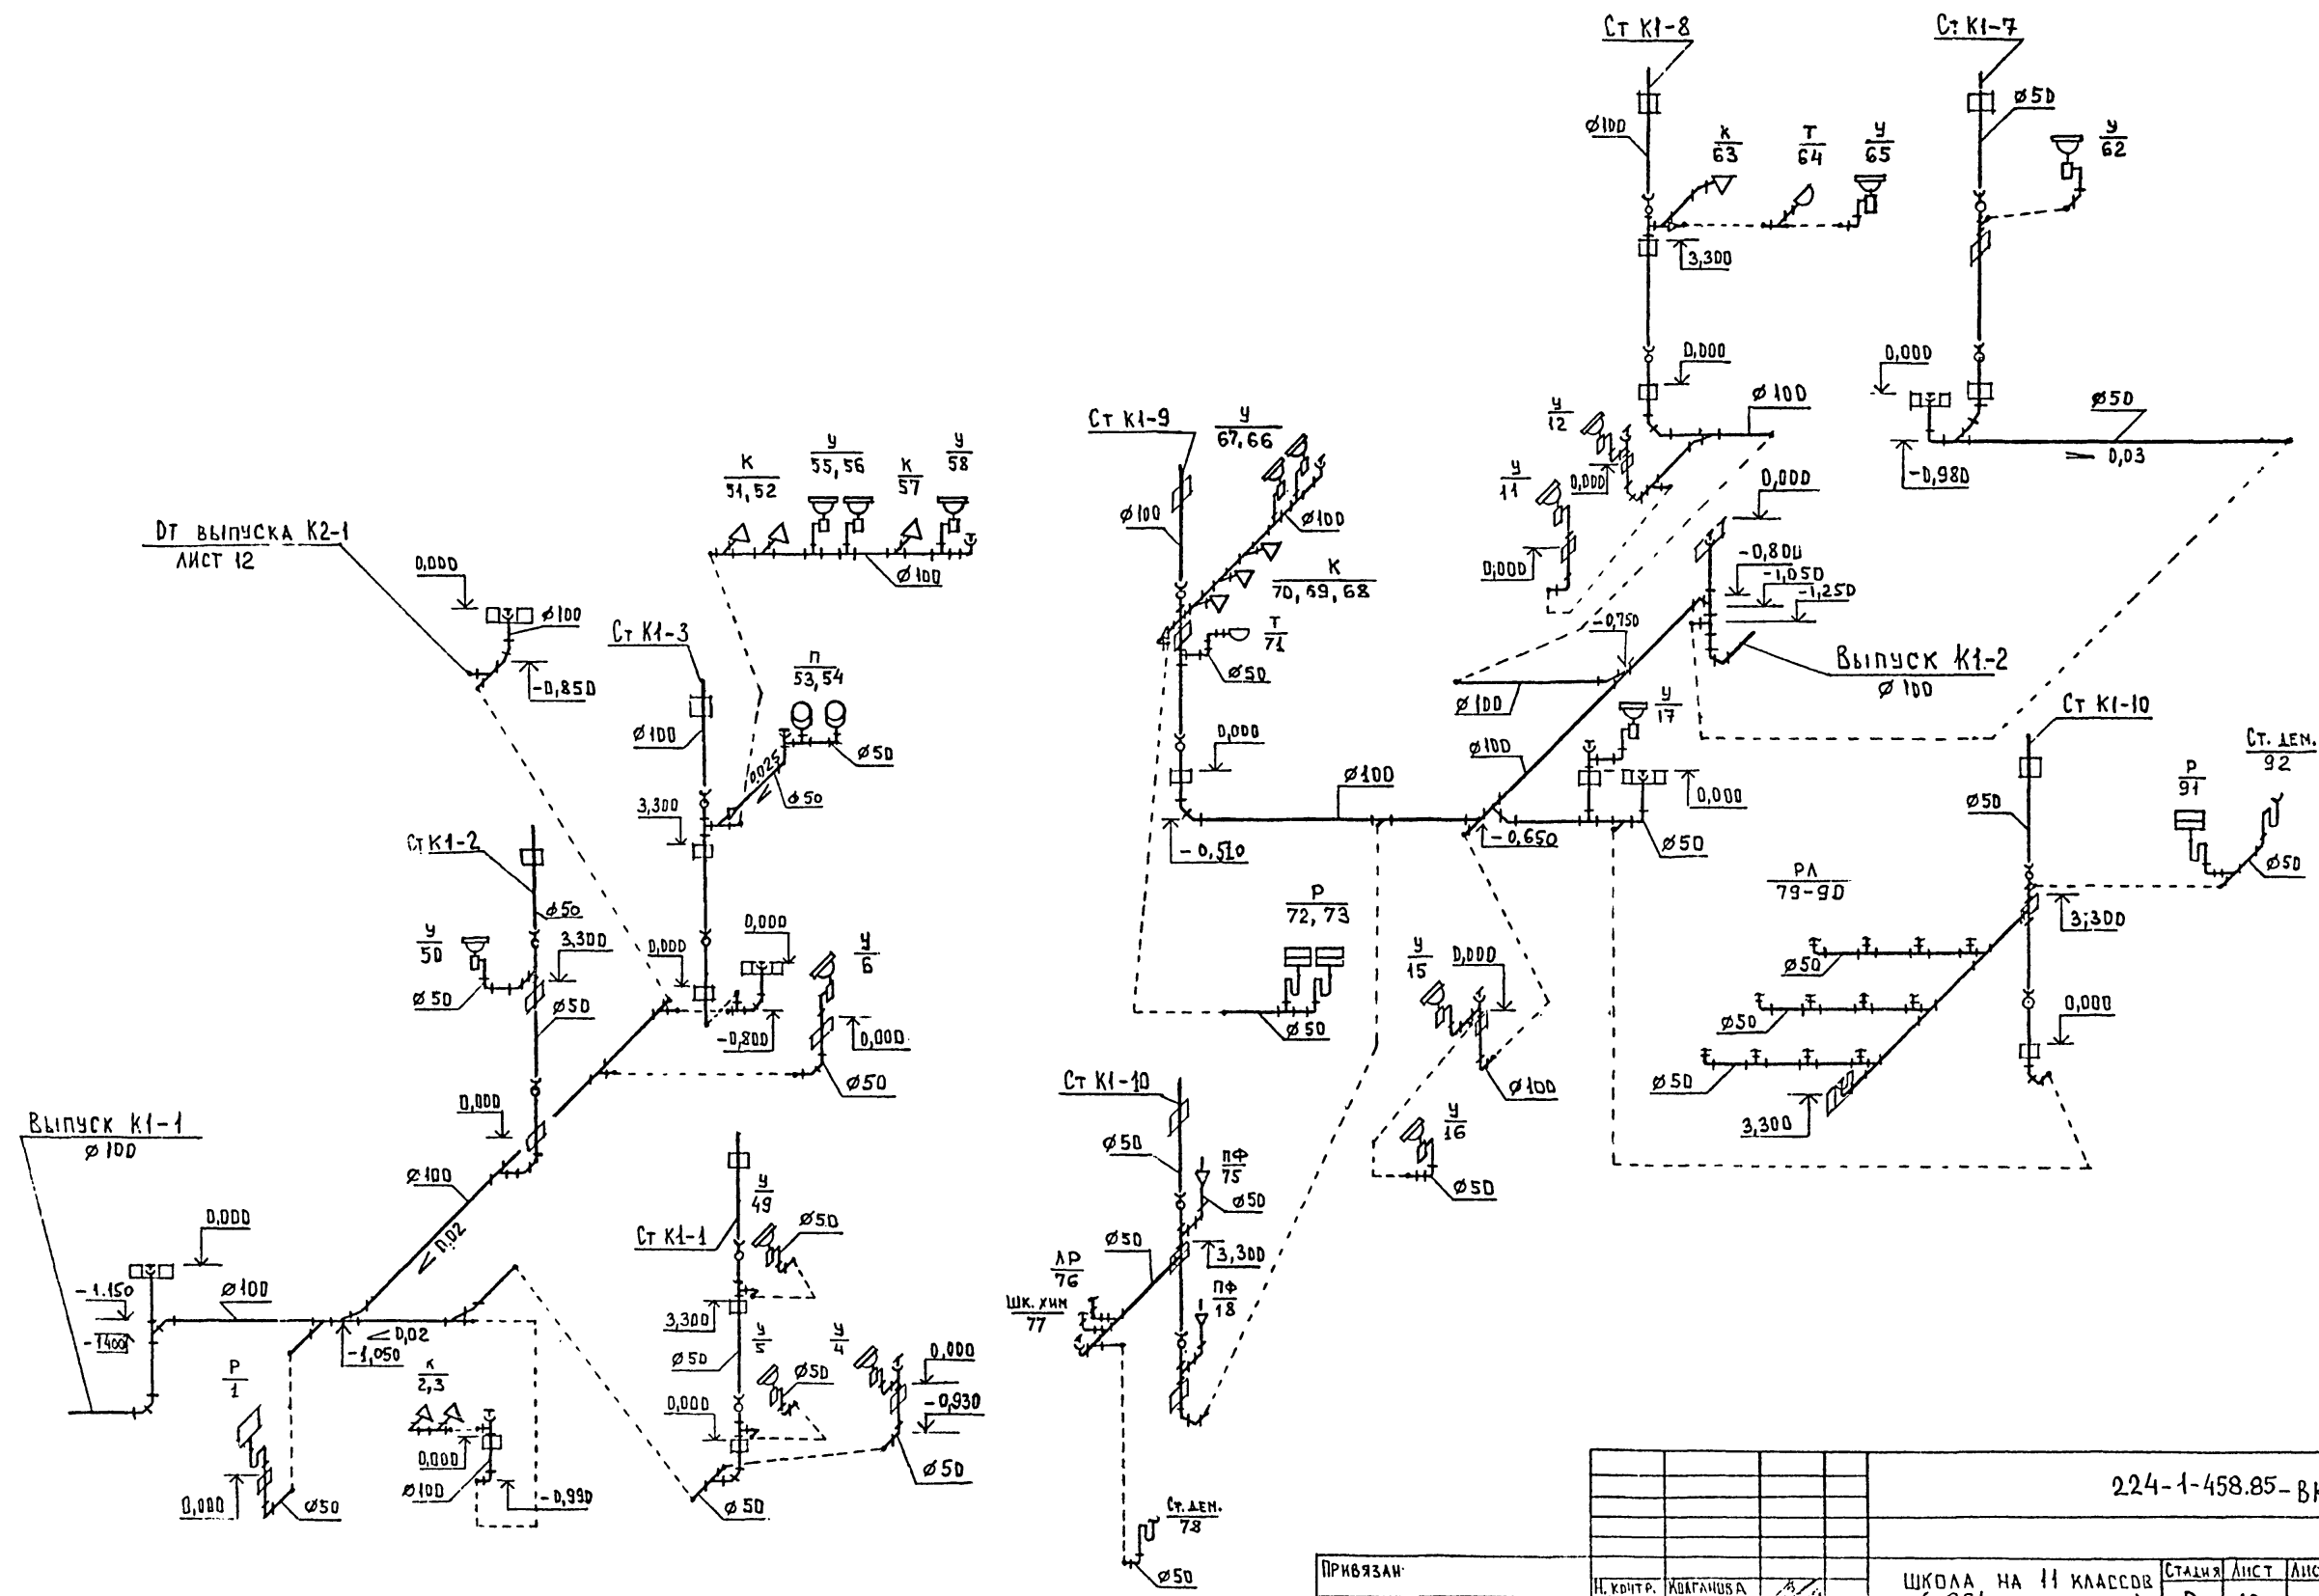 Ст К1-8
Ст К1-7
ø100
ø50
К
63
Т
64
У
65
У
62
3,300
0,000
0,000
ø100
ø50
0,03
-0,980
У
12
0,000
У
11
0,000
0,000
-0,800
-1,050
-1,250
-0,750
Выпуск К1-2
ø 100
ø100
Ст К1-9
У
67,66
ø100
ø100
К
70,69,68
Т
71
ø50
0,000
ø100
-0,510
ø100
У
17
0,000
-0,650
ø50
Ст К1-10
Р
91
Ст. дем.
92
ø50
ø50
РЛ
79-90
3,300
ø50
ø50
ø50
0,000
3,300
Р
72, 73
ø50
У
15
0,000
ø100
У
16
ø50
Ст К1-10
ø50
ПФ
75
ø50
ø50
3,300
ЛР
76
Шк. хим
77
ПФ
18
Ст. дем.
78
ø50
К
51, 52
У
55, 56
К
57
У
58
ø100
От выпуска К2-1
лист 12
0,000
ø100
-0,850
Ст К1-3
ø100
П
53,54
ø50
0,025
ø50
3,300
Ст К1-2
ø50
У
50
3,300
ø50
ø50
0,000
0,000
У
6
-0,800
0,000
ø50
0,000
Выпуск К1-1
ø 100
ø100
0,02
0,000
-1.150
-1400
ø100
0,02
-1,050
Р
1
0,000
ø50
К
2,3
0,000
ø100
-0,990
Ст К1-1
У
49
ø50
3,300
У
5
ø50
ø50
У
4
0,000
-0,930
0,000
ø50
ø50
224-1-458.85-ВК
Привязан:
Н. контр.
школа на 11 классов
Стадия Лист